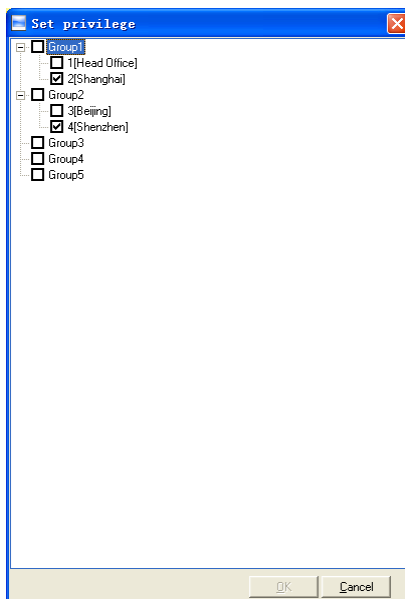 Set privilege
Group1
1[Head Office]
2[Shanghai]
Group2
3[Beijing]
4[Shenzhen]
Group3
Group4
Group5
OK Cancel